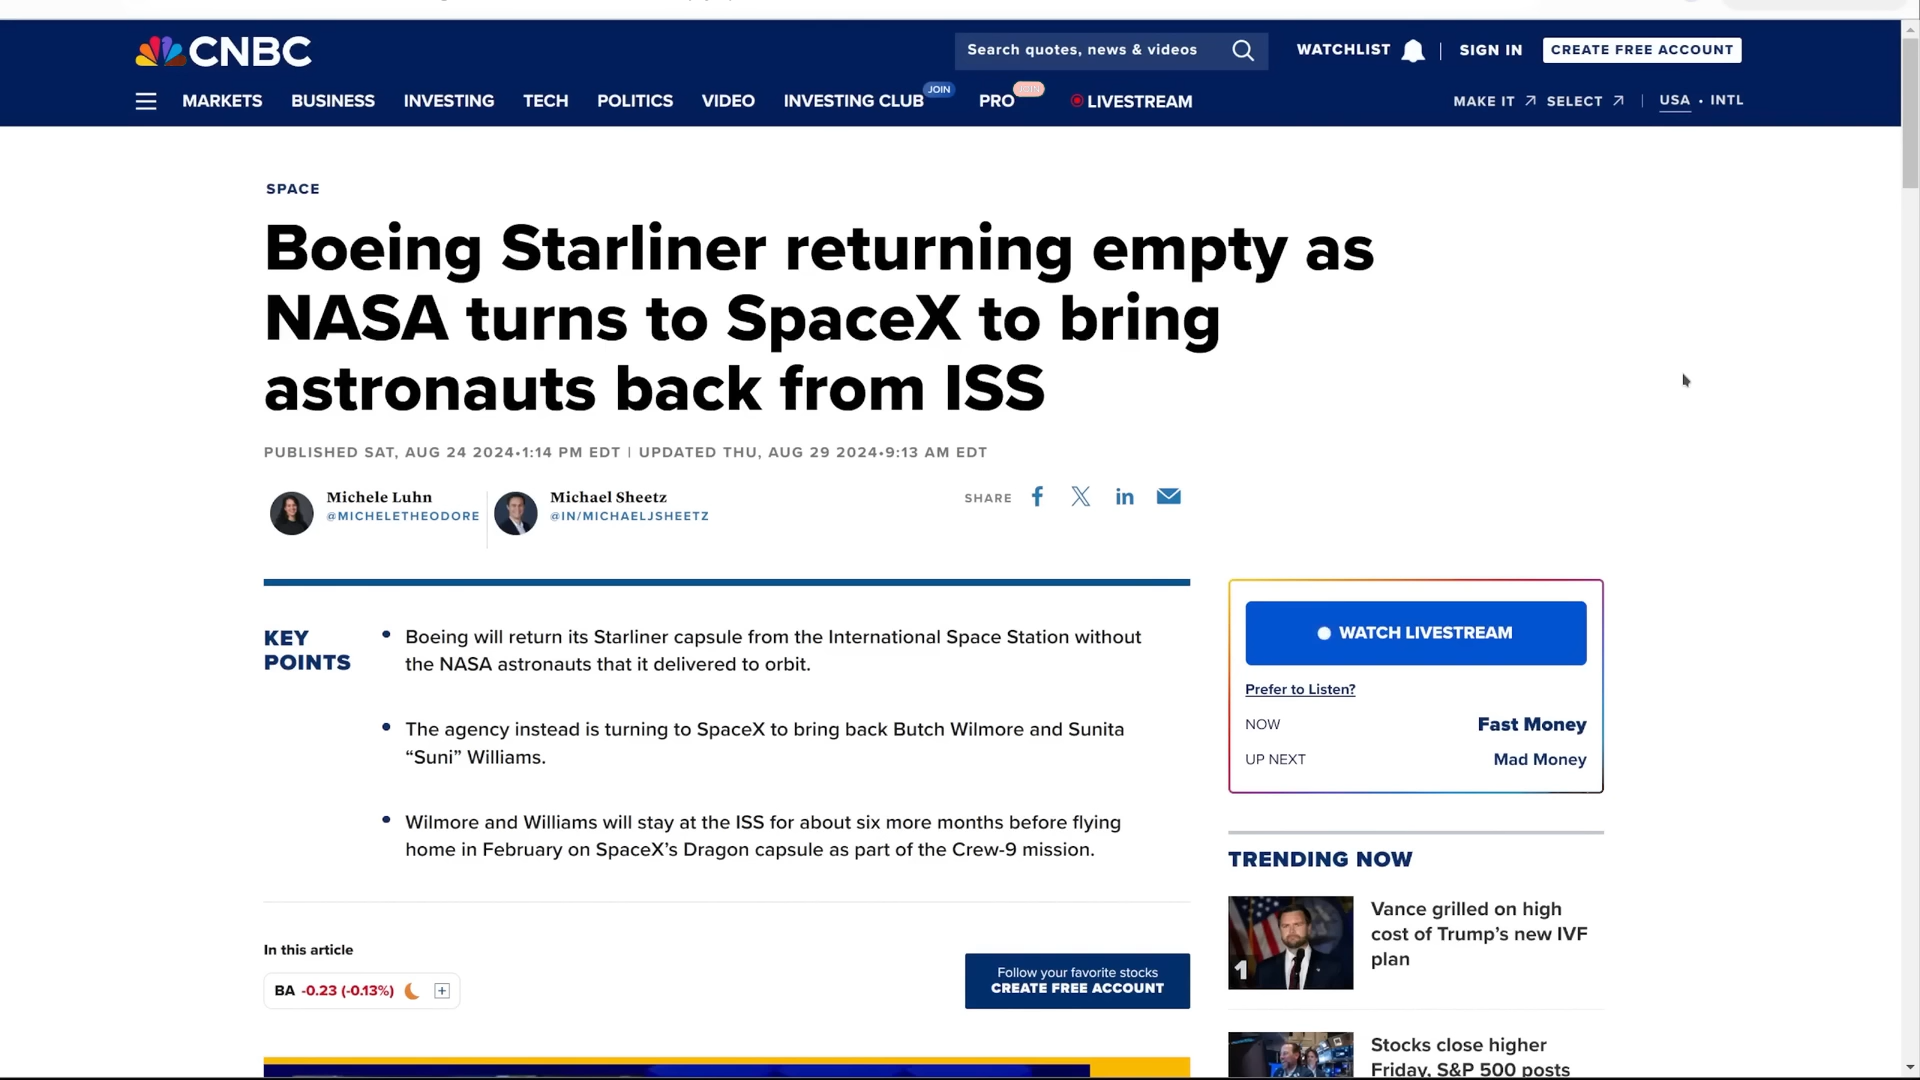 CNBC
Search quotes, news & videos
WATCHLIST
SIGN IN
CREATE FREE ACCOUNT
MARKETS
BUSINESS
INVESTING
TECH
POLITICS
VIDEO
INVESTING CLUB
JOIN
PRO
JOIN
LIVESTREAM
MAKE IT
SELECT
USA • INTL
SPACE
Boeing Starliner returning empty as
NASA turns to SpaceX to bring
astronauts back from ISS
PUBLISHED SAT, AUG 24 2024•1:14 PM EDT | UPDATED THU, AUG 29 2024•9:13 AM EDT
Michele Luhn
@MICHELETHEODORE
Michael Sheetz
@IN/MICHAELJSHEETZ
SHARE
KEY
POINTS
Boeing will return its Starliner capsule from the International Space Station without
the NASA astronauts that it delivered to orbit.
The agency instead is turning to SpaceX to bring back Butch Wilmore and Sunita
“Suni” Williams.
Wilmore and Williams will stay at the ISS for about six more months before flying
home in February on SpaceX’s Dragon capsule as part of the Crew-9 mission.
In this article
BA -0.23 (-0.13%)
Follow your favorite stocks
CREATE FREE ACCOUNT
WATCH LIVESTREAM
Prefer to Listen?
NOW
Fast Money
UP NEXT
Mad Money
TRENDING NOW
1
Vance grilled on high
cost of Trump’s new IVF
plan
Stocks close higher
Friday, S&P 500 posts